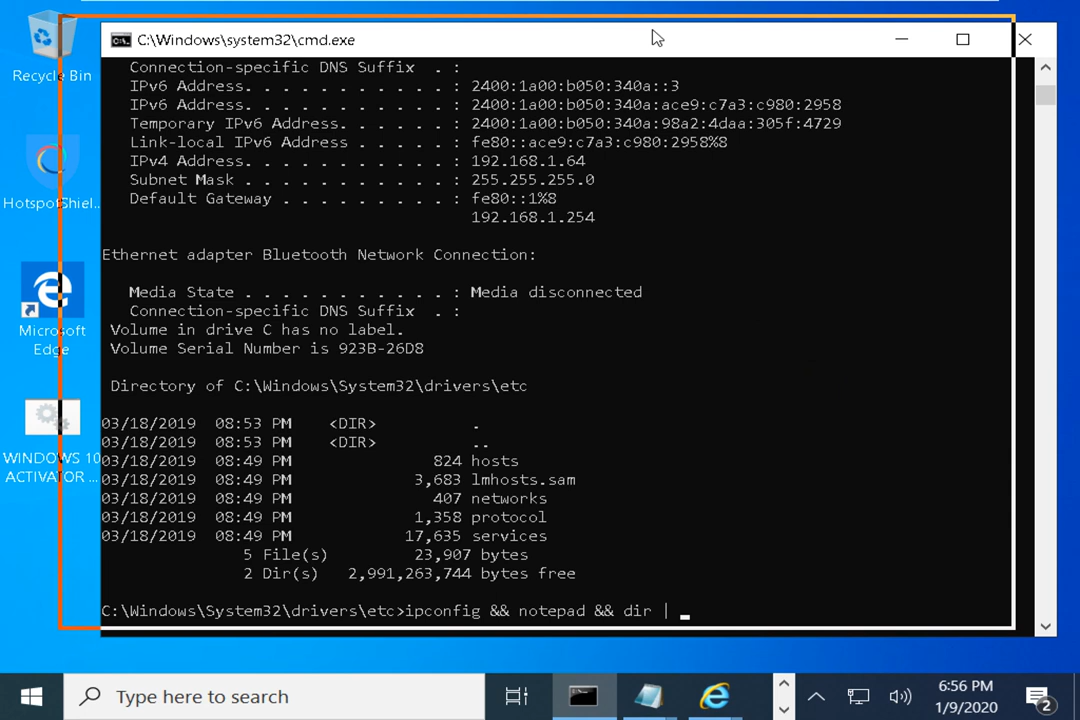 C:\Windows\system32\cmd.exe
Recycle Bin
HotspotShiel...
Microsoft
Edge
WINDOWS 10
ACTIVATOR ...
Connection-specific DNS Suffix  . :
IPv6 Address. . . . . . . . . . . : 2400:1a00:b050:340a::3
IPv6 Address. . . . . . . . . . . : 2400:1a00:b050:340a:ace9:c7a3:c980:2958
Temporary IPv6 Address. . . . . . : 2400:1a00:b050:340a:98a2:4daa:305f:4729
Link-local IPv6 Address . . . . . : fe80::ace9:c7a3:c980:2958%8
IPv4 Address. . . . . . . . . . . : 192.168.1.64
Subnet Mask . . . . . . . . . . . : 255.255.255.0
Default Gateway . . . . . . . . . : fe80::1%8
192.168.1.254
Ethernet adapter Bluetooth Network Connection:
Media State . . . . . . . . . . . : Media disconnected
Connection-specific DNS Suffix  . :
Volume in drive C has no label.
Volume Serial Number is 923B-26D8
Directory of C:\Windows\System32\drivers\etc
03/18/2019  08:53 PM    <DIR>          .
03/18/2019  08:53 PM    <DIR>          ..
03/18/2019  08:49 PM               824 hosts
03/18/2019  08:49 PM             3,683 lmhosts.sam
03/18/2019  08:49 PM               407 networks
03/18/2019  08:49 PM             1,358 protocol
03/18/2019  08:49 PM            17,635 services
5 File(s)         23,907 bytes
2 Dir(s)   2,991,263,744 bytes free
C:\Windows\System32\drivers\etc>ipconfig && notepad && dir | _
Type here to search
6:56 PM
1/9/2020
2